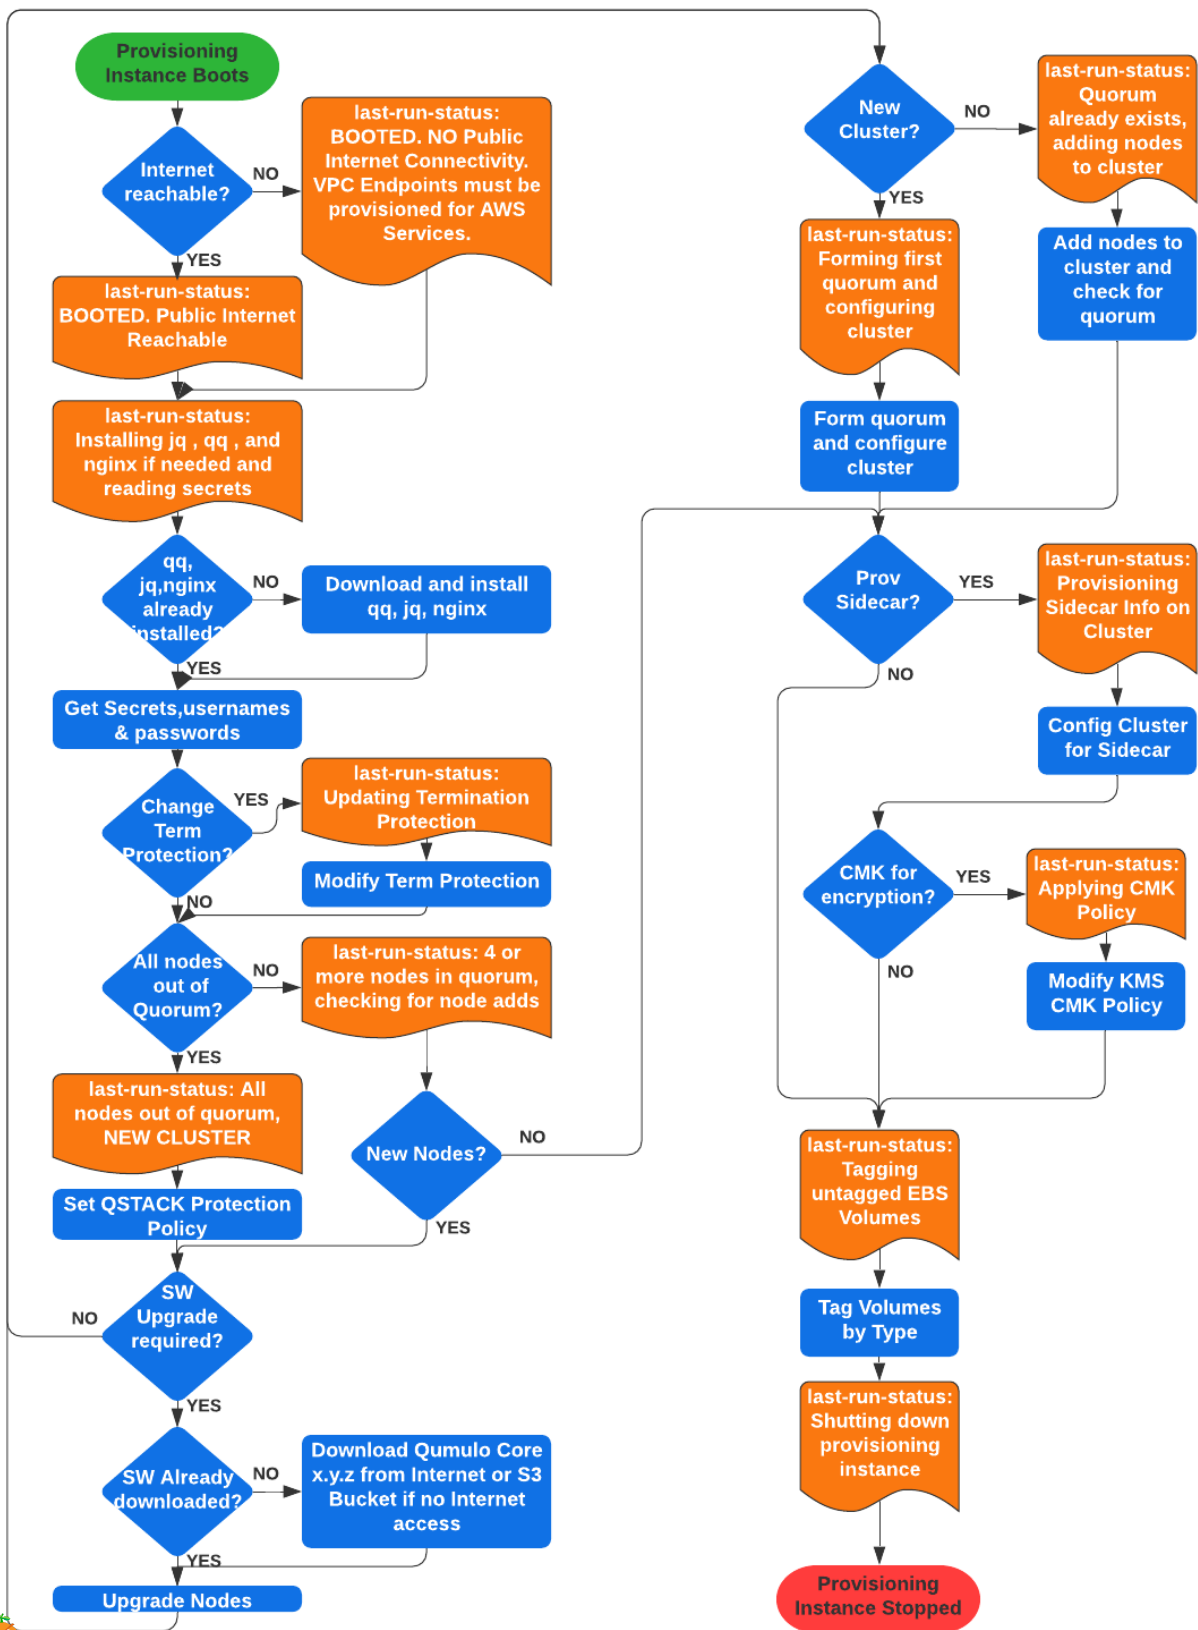 Provisioning
Instance Boots
Internet
reachable?
NO
last-run-status:
BOOTED. NO Public
Internet Connectivity.
VPC Endpoints must be
provisioned for AWS
Services.
YES
last-run-status:
BOOTED. Public Internet
Reachable
last-run-status:
Installing jq , qq , and
nginx if needed and
reading secrets
qq,
jq,nginx
already
installed?
NO
Download and install
qq, jq, nginx
YES
Get Secrets,usernames
& passwords
Change
Term
Protection?
YES
last-run-status:
Updating Termination
Protection
Modify Term Protection
NO
All nodes
out of
Quorum?
NO
last-run-status: 4 or
more nodes in quorum,
checking for node adds
YES
last-run-status: All
nodes out of quorum,
NEW CLUSTER
New Nodes?
NO
YES
Set QSTACK Protection
Policy
SW
Upgrade
required?
NO
YES
SW Already
downloaded?
NO
Download Qumulo Core
x.y.z from Internet or S3
Bucket if no Internet
access
YES
Upgrade Nodes
New
Cluster?
NO
last-run-status:
Quorum
already exists,
adding nodes
to cluster
YES
last-run-status:
Forming first
quorum and
configuring
cluster
Add nodes to
cluster and
check for
quorum
Form quorum
and configure
cluster
Prov
Sidecar?
YES
last-run-status:
Provisioning
Sidecar Info on
Cluster
NO
Config Cluster
for Sidecar
CMK for
encryption?
YES
last-run-status:
Applying CMK
Policy
NO
Modify KMS
CMK Policy
last-run-status:
Tagging
untagged EBS
Volumes
Tag Volumes
by Type
last-run-status:
Shutting down
provisioning
instance
Provisioning
Instance Stopped